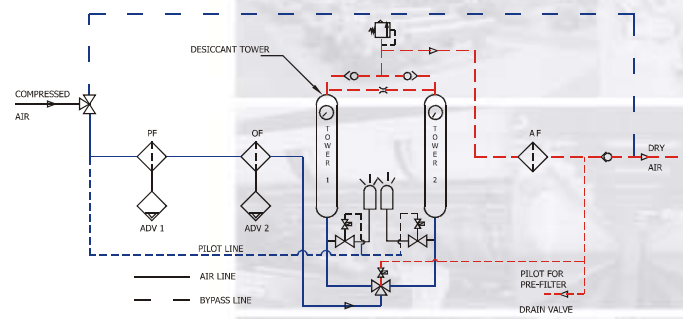 DESICCANT TOWER
COMPRESSED
AIR
PF
OF
TOWER 1
TOWER 2
AF
DRY
AIR
ADV 1
ADV 2
PILOT LINE
AIR LINE
BYPASS LINE
PILOT FOR
PRE-FILTER
DRAIN VALVE